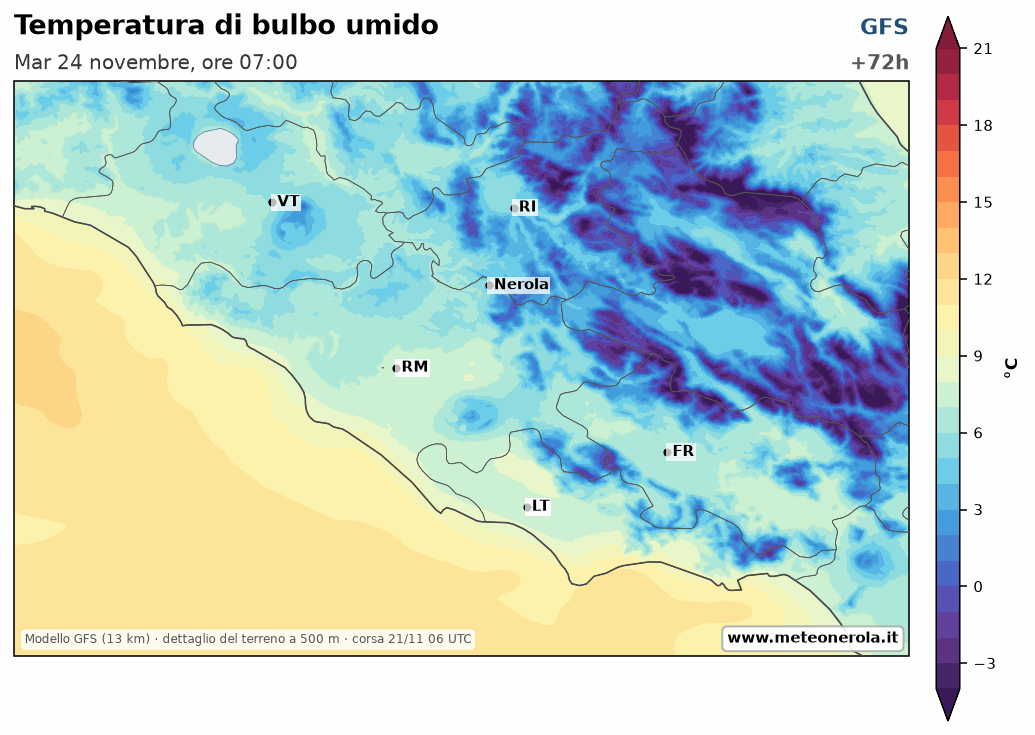 Temperatura di bulbo umido
GFS
Mar 24 novembre, ore 07:00
+72h
21
18
15
12
9
6
3
0
−3
°C
VT
RI
Nerola
RM
FR
LT
Modello GFS (13 km) · dettaglio del terreno a 500 m · corsa 21/11 06 UTC
www.meteonerola.it